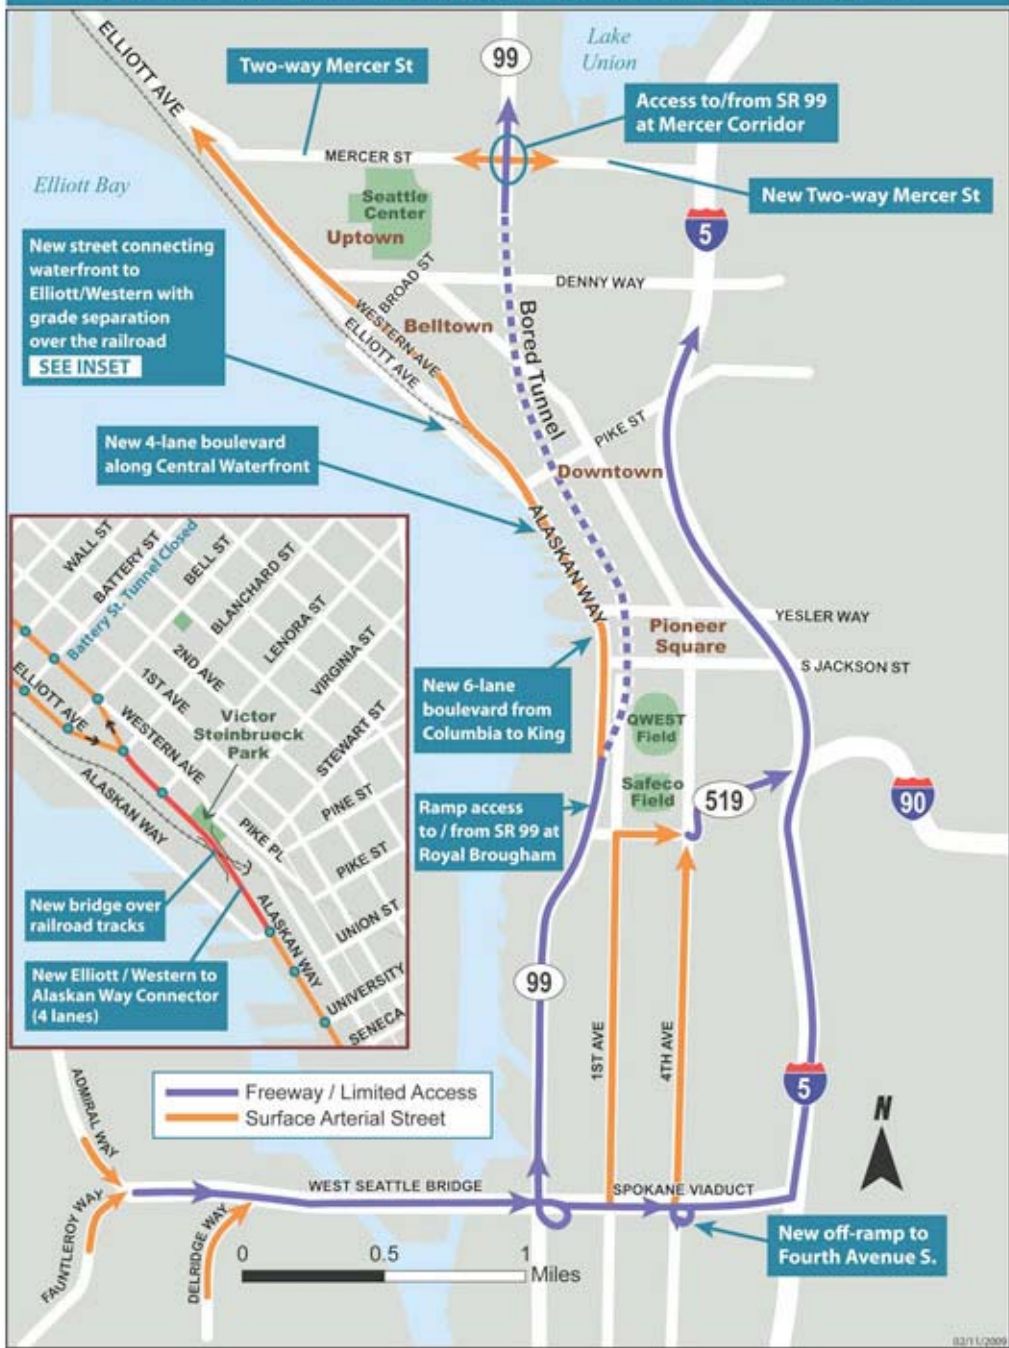 ELLIOTT AVE
Two-way Mercer St
99
Lake
Union
Access to/from SR 99
at Mercer Corridor
MERCER ST
Elliott Bay
Seattle
Center
Uptown
New Two-way Mercer St
5
New street connecting
waterfront to
Elliott/Western with
grade separation
over the railroad
SEE INSET
BROAD ST
DENNY WAY
WESTERN AVE
ELLIOTT AVE
Belltown
Bored Tunnel
PIKE ST
New 4-lane boulevard
along Central Waterfront
Downtown
ALASKAN WAY
YESLER WAY
Pioneer
Square
S JACKSON ST
New 6-lane
boulevard from
Columbia to King
QWEST
Field
Safeco
Field
519
90
Ramp access
to / from SR 99 at
Royal Brougham
WALL ST
BATTERY ST
Battery St. Tunnel Closed
BELL ST
BLANCHARD ST
LENORA ST
VIRGINIA ST
2ND AVE
1ST AVE
STEWART ST
ELLIOTT AVE
WESTERN AVE
Victor
Steinbrueck
Park
PINE ST
ALASKAN WAY
PIKE PL
PIKE ST
New bridge over
railroad tracks
ALASKAN WAY
UNION ST
New Elliott / Western to
Alaskan Way Connector
(4 lanes)
UNIVERSITY
SENECA
99
1ST AVE
4TH AVE
5
Freeway / Limited Access
Surface Arterial Street
N
ADMIRAL WAY
FAUNTLEROY WAY
DELRIDGE WAY
WEST SEATTLE BRIDGE
SPOKANE VIADUCT
New off-ramp to
Fourth Avenue S.
0 0.5 1
Miles
02/11/2009